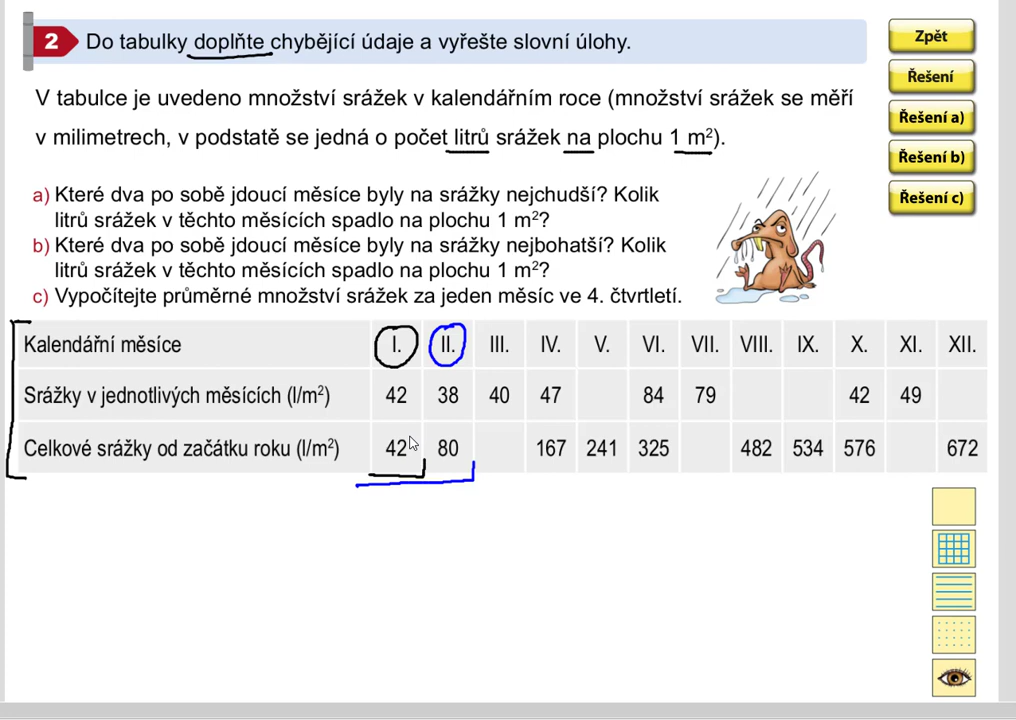 2 Do tabulky doplňte chybějící údaje a vyřešte slovní úlohy.
Zpět
Řešení
Řešení a)
Řešení b)
Řešení c)
V tabulce je uvedeno množství srážek v kalendářním roce (množství srážek se měří
v milimetrech, v podstatě se jedná o počet litrů srážek na plochu 1 m²).
a) Které dva po sobě jdoucí měsíce byly na srážky nejchudší? Kolik
litrů srážek v těchto měsících spadlo na plochu 1 m²?
b) Které dva po sobě jdoucí měsíce byly na srážky nejbohatší? Kolik
litrů srážek v těchto měsících spadlo na plochu 1 m²?
c) Vypočítejte průměrné množství srážek za jeden měsíc ve 4. čtvrtletí.
Kalendářní měsíce I. II. III. IV. V. VI. VII. VIII. IX. X. XI. XII.
Srážky v jednotlivých měsících (l/m²) 42 38 40 47 84 79 42 49
Celkové srážky od začátku roku (l/m²) 42 80 167 241 325 482 534 576 672